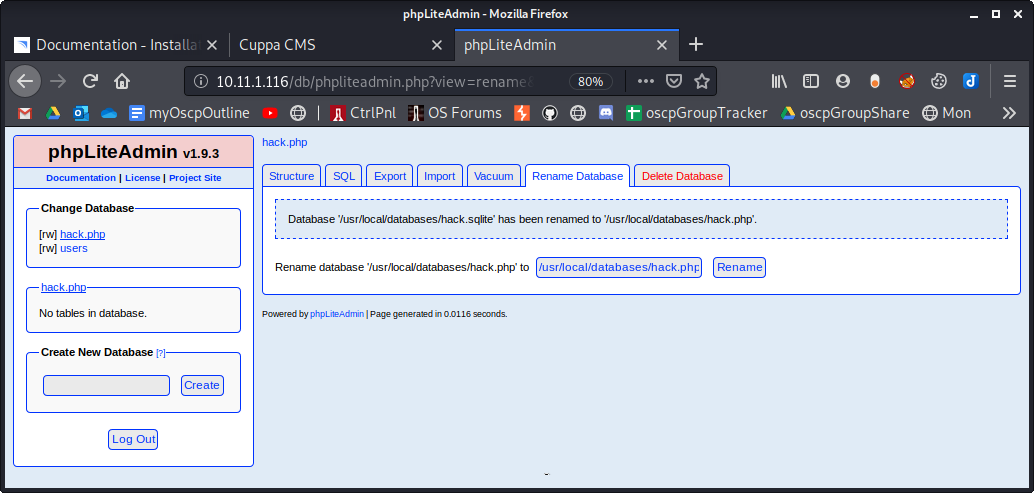 phpLiteAdmin - Mozilla Firefox
Documentation - Installa
Cuppa CMS
phpLiteAdmin
10.11.1.116/db/phpliteadmin.php?view=rename&
80%
myOscpOutline
CtrlPnl
OS Forums
oscpGroupTracker
oscpGroupShare
Mon
phpLiteAdmin v1.9.3
Documentation | License | Project Site
Change Database
[rw] hack.php
[rw] users
hack.php
No tables in database.
Create New Database [?]
Create
Log Out
hack.php
Structure
SQL
Export
Import
Vacuum
Rename Database
Delete Database
Database '/usr/local/databases/hack.sqlite' has been renamed to '/usr/local/databases/hack.php'.
Rename database '/usr/local/databases/hack.php' to /usr/local/databases/hack.php Rename
Powered by phpLiteAdmin | Page generated in 0.0116 seconds.